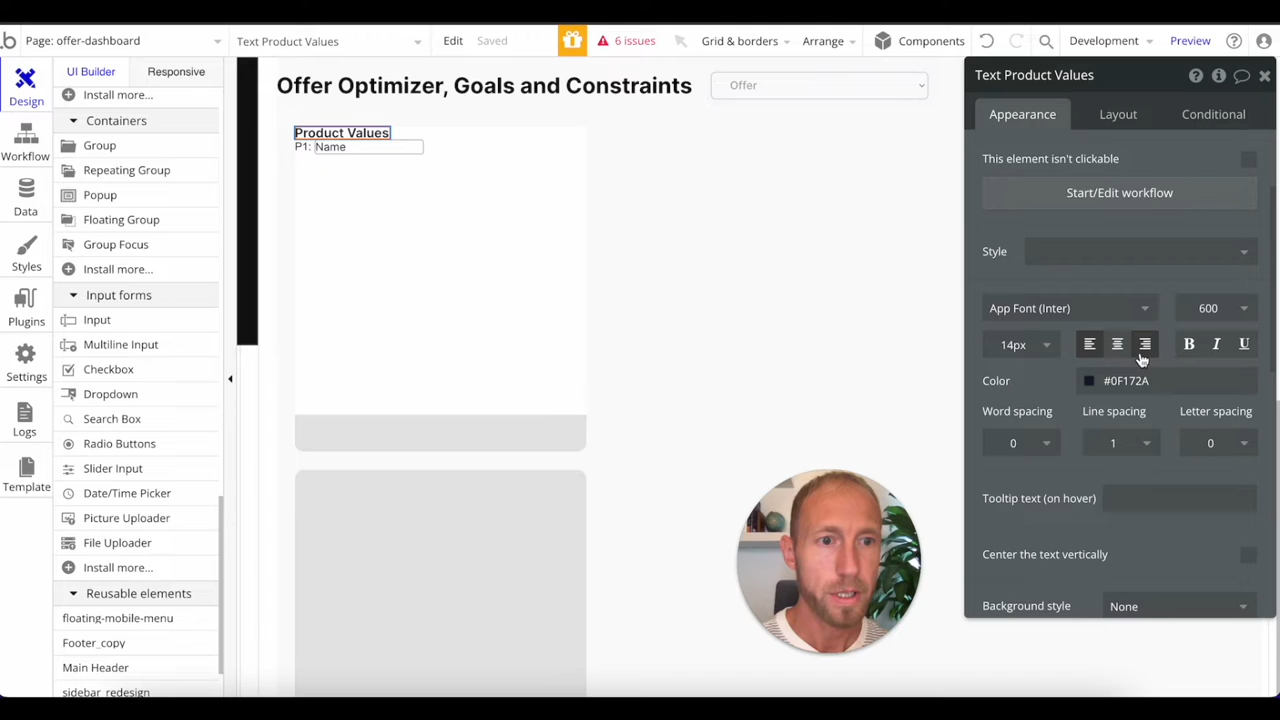 Page: offer-dashboard
Text Product Values
Edit
Saved
6 issues
Grid & borders
Arrange
Components
Development
Preview
Design
Workflow
Data
Styles
Plugins
Settings
Logs
Template
UI Builder
Responsive
Install more...
Containers
Group
Repeating Group
Popup
Floating Group
Group Focus
Install more...
Input forms
Input
Multiline Input
Checkbox
Dropdown
Search Box
Radio Buttons
Slider Input
Date/Time Picker
Picture Uploader
File Uploader
Install more...
Reusable elements
floating-mobile-menu
Footer_copy
Main Header
sidebar_redesign
Offer Optimizer, Goals and Constraints
Offer
Product Values
P1:
Name
Text Product Values
Appearance
Layout
Conditional
This element isn't clickable
Start/Edit workflow
Style
App Font (Inter)
600
14px
B
I
U
Color
#0F172A
Word spacing
Line spacing
Letter spacing
0
1
0
Tooltip text (on hover)
Center the text vertically
Background style
None